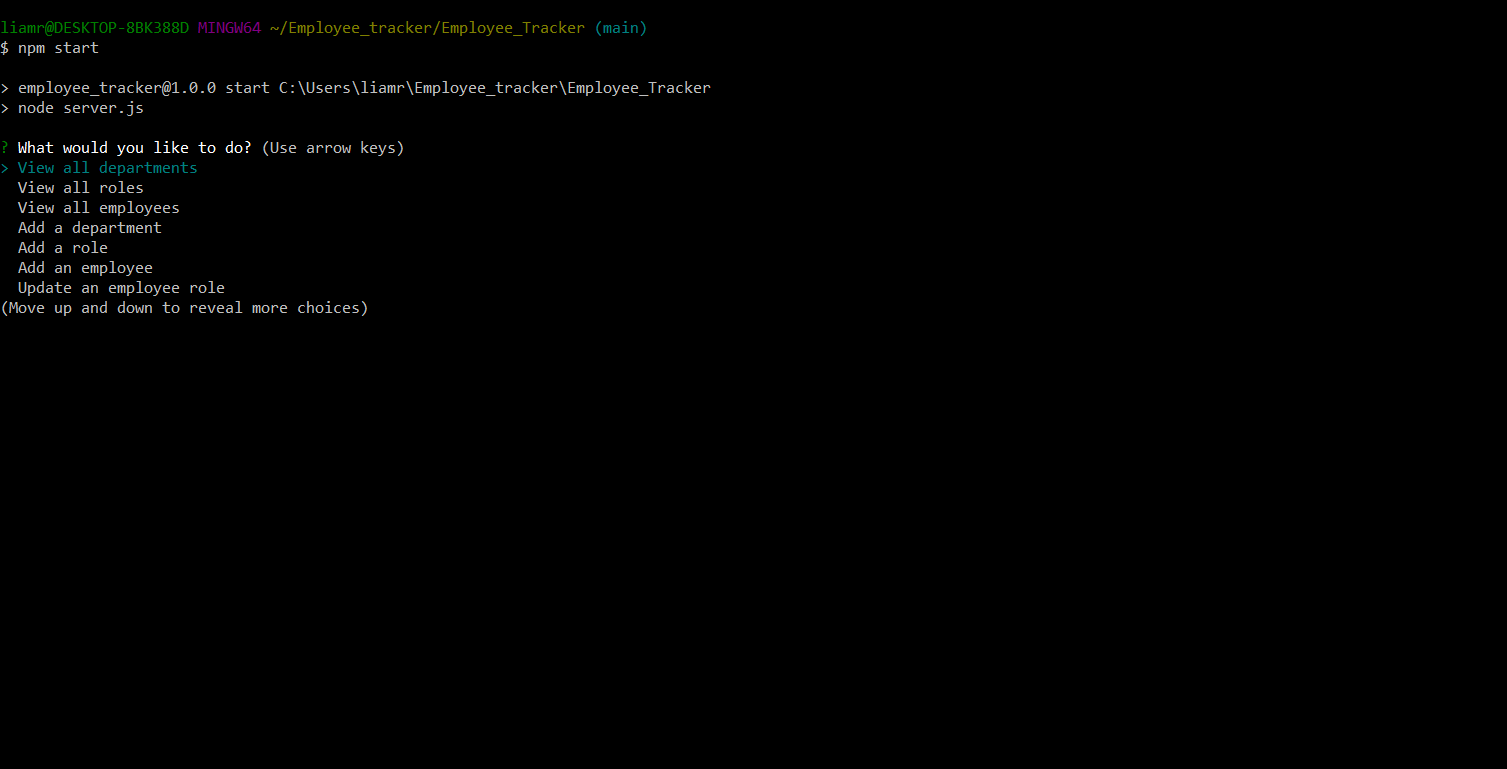 liamr@DESKTOP-8BK388D MINGW64 ~/Employee_tracker/Employee_Tracker (main)
$ npm start
> employee_tracker@1.0.0 start C:\Users\liamr\Employee_tracker\Employee_Tracker
> node server.js
? What would you like to do? (Use arrow keys)
> View all departments
  View all roles
  View all employees
  Add a department
  Add a role
  Add an employee
  Update an employee role
(Move up and down to reveal more choices)